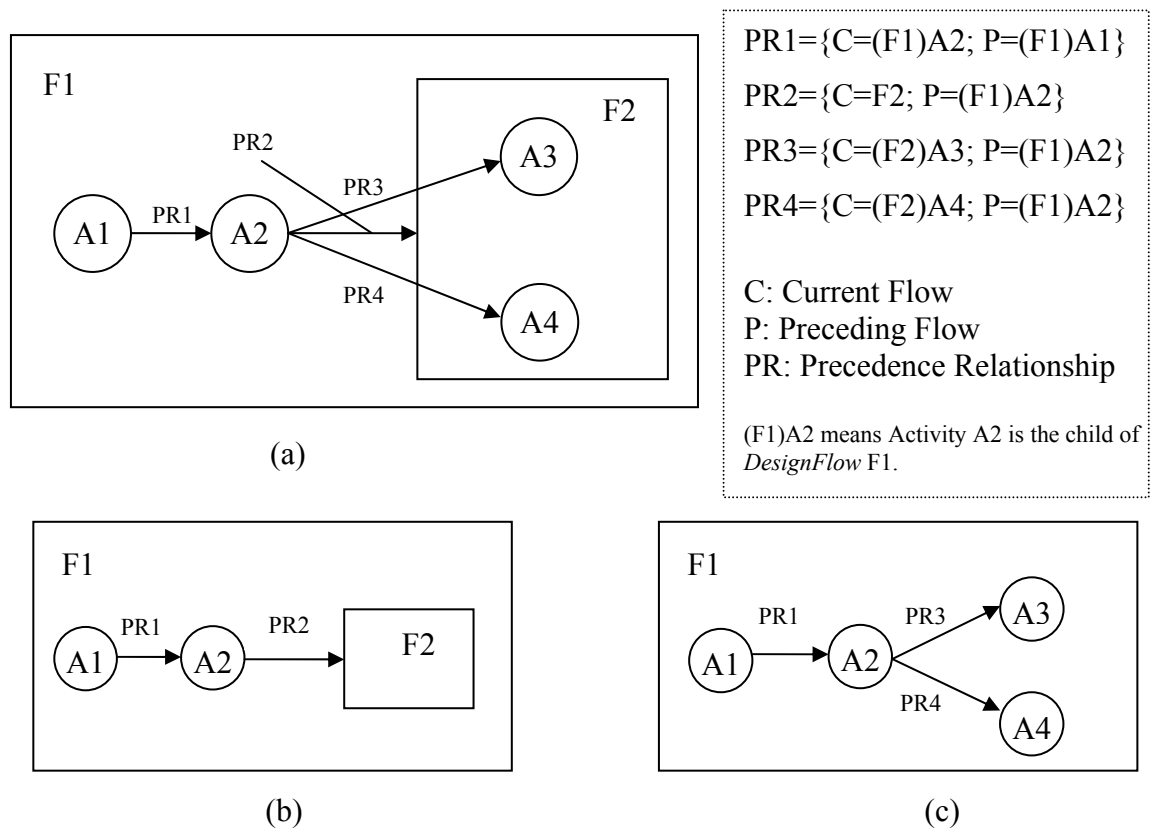 F1
F2
PR2
A3
PR3
PR1
A1
A2
PR4
A4
(a)
PR1={C=(F1)A2; P=(F1)A1}
PR2={C=F2; P=(F1)A2}
PR3={C=(F2)A3; P=(F1)A2}
PR4={C=(F2)A4; P=(F1)A2}
C: Current Flow
P: Preceding Flow
PR: Precedence Relationship
(F1)A2 means Activity A2 is the child of
DesignFlow F1.
F1
PR1
PR2
A1
A2
F2
(b)
F1
PR1
PR3
A3
A1
A2
PR4
A4
(c)